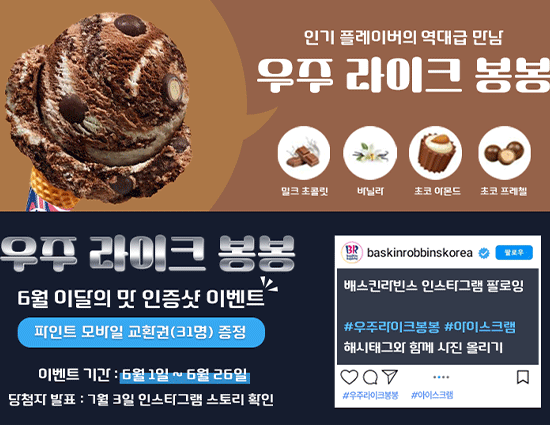 인기 플레이버의 역대급 만남
우주 라이크 봉봉
밀크 초콜릿
바닐라
초코 아몬드
초코 프레첼
우주 라이크 봉봉
6월 이달의 맛 인증샷 이벤트
파인트 모바일 교환권(31명) 증정
이벤트 기간 : 6월 1일 ~ 6월 26일
당첨자 발표 : 7월 3일 인스타그램 스토리 확인
BR
baskinrobbinskorea
팔로우
배스킨라빈스 인스타그램 팔로잉
#우주라이크봉봉 #아이스크램
해시태그와 함께 사진 올리기
#우주라이크봉봉 #아이스크램